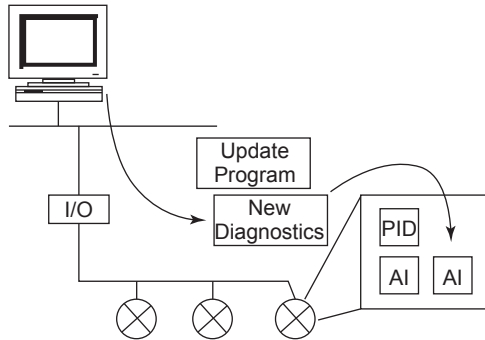 Update
Program
I/O
New
Diagnostics
PID
AI
AI